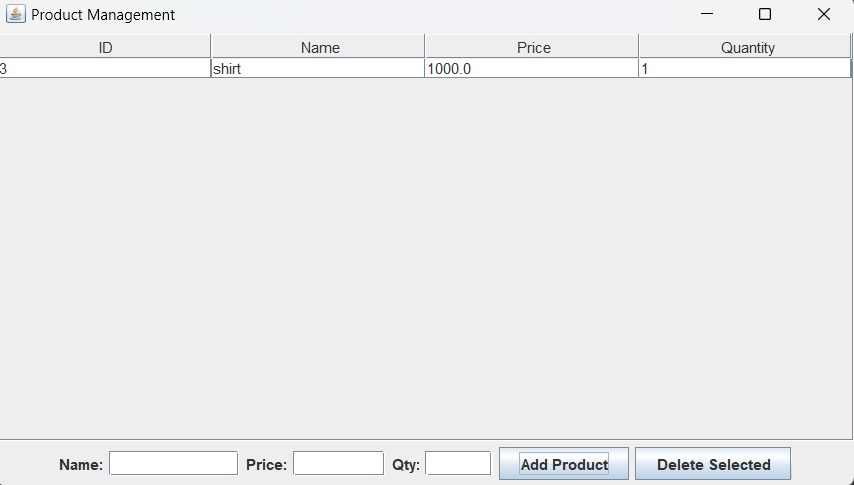 Product Management
ID Name Price Quantity
3 shirt 1000.0 1
Name: Price: Qty: Add Product Delete Selected